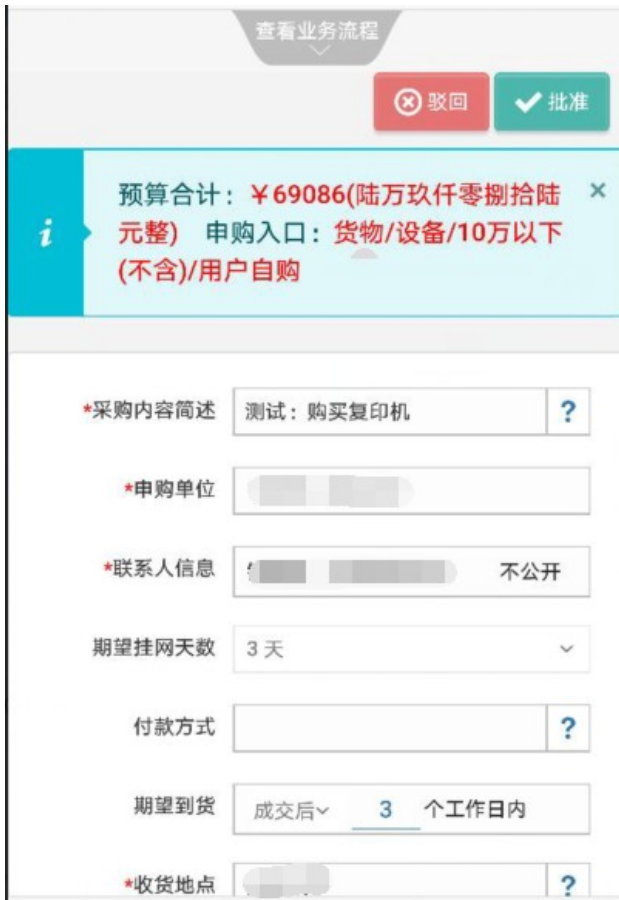 查看业务流程
驳回
批准
预算合计：￥69086(陆万玖仟零捌拾陆
元整) 申购入口：货物/设备/10万以下
(不含)/用户自购
*采购内容简述 测试：购买复印机 ?
*申购单位
*联系人信息 不公开
期望挂网天数 3 天
付款方式 ?
期望到货 成交后 3 个工作日内
*收货地点 ?